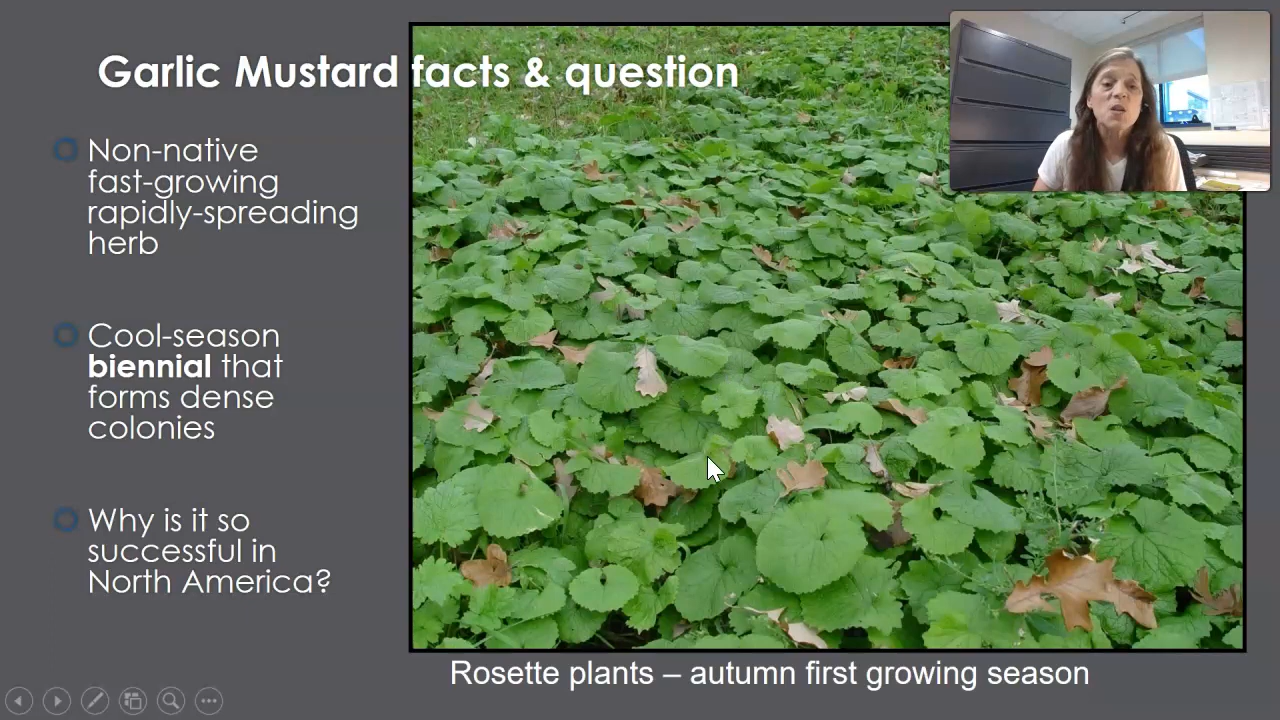 Garlic Mustard facts & question
Non-native
fast-growing
rapidly-spreading
herb
Cool-season
biennial that
forms dense
colonies
Why is it so
successful in
North America?
Rosette plants – autumn first growing season